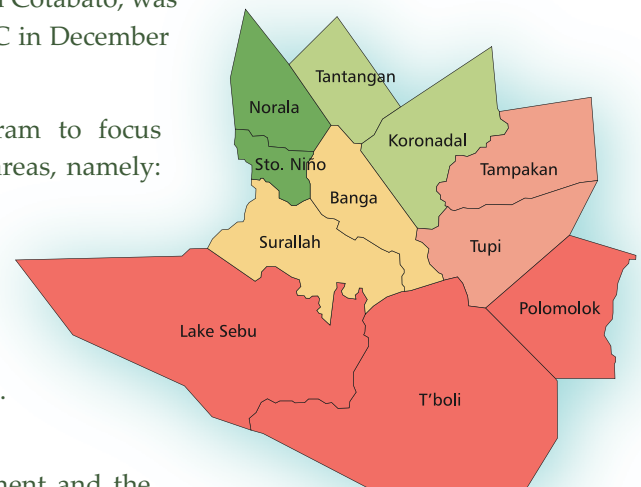 Cotabato, was
C in December
ram to focus
areas, namely:
.
ment and the
Tantangan
Norala
Koronadal
Sto. Niño
Tampakan
Banga
Surallah
Tupi
Polomolok
Lake Sebu
T'boli